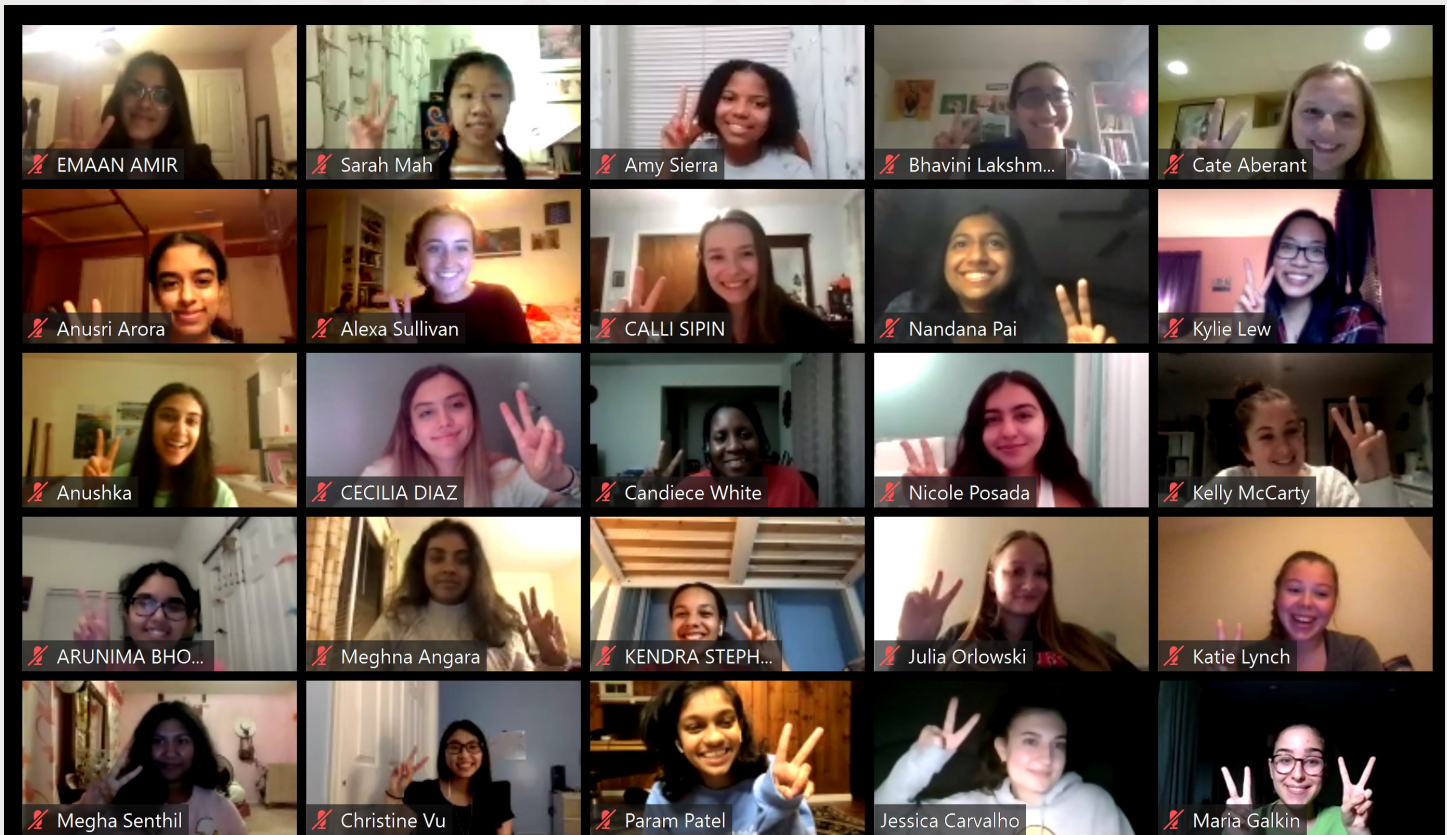 EMAAN AMIR
Sarah Mah
Amy Sierra
Bhavini Lakshm...
Cate Aberant
Anusri Arora
Alexa Sullivan
CALLI SIPIN
Nandana Pai
Kylie Lew
Anushka
CECILIA DIAZ
Candiece White
Nicole Posada
Kelly McCarty
ARUNIMA BHO...
Meghna Angara
KENDRA STEPH...
Julia Orlowski
Katie Lynch
Megha Senthil
Christine Vu
Param Patel
Jessica Carvalho
Maria Galkin